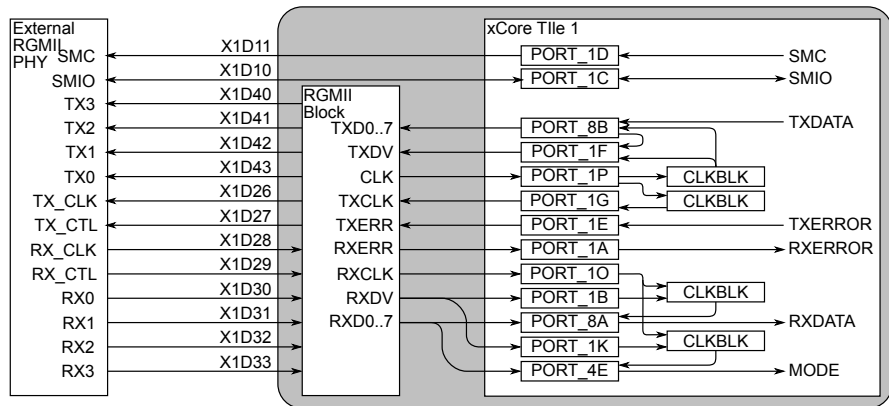 External
RGMII
PHY
xCore TIle 1
SMC
X1D11
PORT_1D
SMC
SMIO
X1D10
PORT_1C
SMIO
RGMII
Block
TX3
X1D40
TX2
X1D41
TXD0..7
PORT_8B
TXDATA
TX1
X1D42
TXDV
PORT_1F
TX0
X1D43
CLK
PORT_1P
CLKBLK
TX_CLK
X1D26
TXCLK
PORT_1G
CLKBLK
TX_CTL
X1D27
TXERR
PORT_1E
TXERROR
RX_CLK
X1D28
RXERR
PORT_1A
RXERROR
RX_CTL
X1D29
RXCLK
PORT_1O
RX0
X1D30
RXDV
PORT_1B
CLKBLK
RX1
X1D31
RXD0..7
PORT_8A
RXDATA
RX2
X1D32
PORT_1K
CLKBLK
RX3
X1D33
PORT_4E
MODE